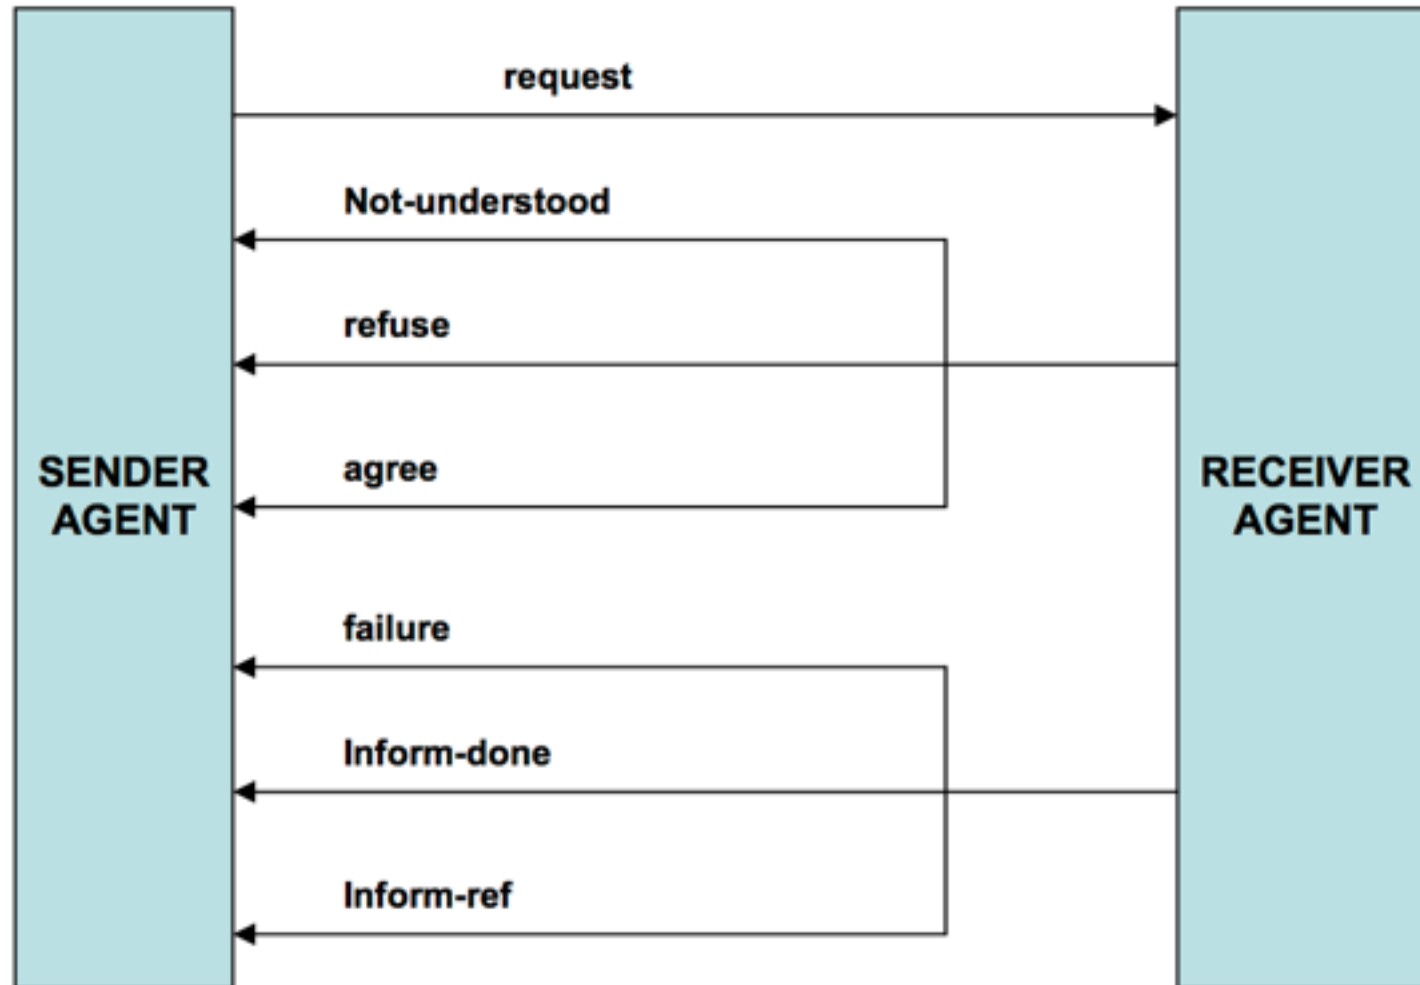 request
Not-understood
refuse
SENDER
AGENT
agree
RECEIVER
AGENT
failure
Inform-done
Inform-ref